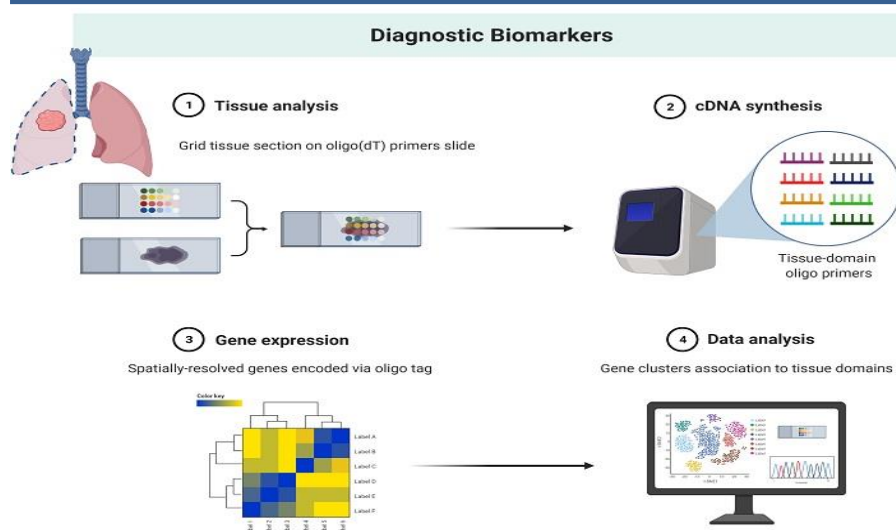 Diagnostic Biomarkers
1 Tissue analysis
Grid tissue section on oligo(dT) primers slide
2 cDNA synthesis
Tissue-domain
oligo primers
3 Gene expression
Spatially-resolved genes encoded via oligo tag
Color key
Label A
Label B
Label C
Label D
Label E
Label F
4 Data analysis
Gene clusters association to tissue domains